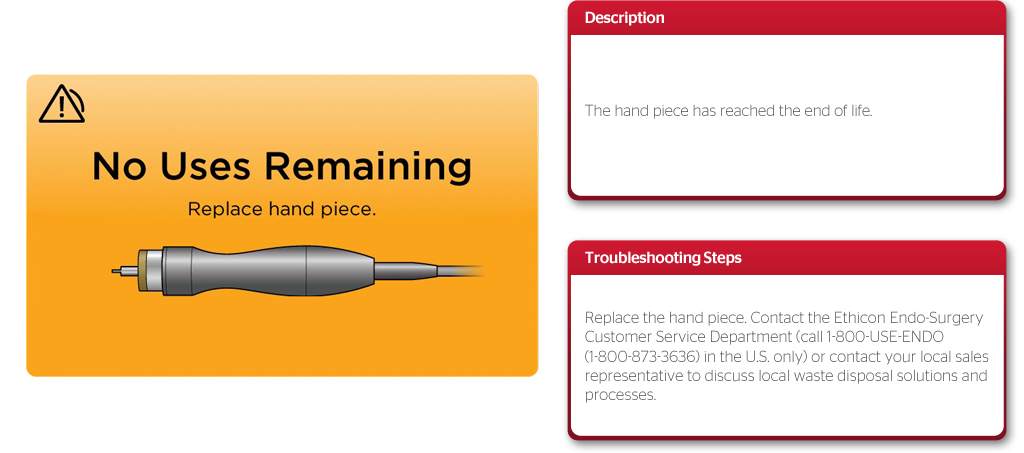 No Uses Remaining
Replace hand piece.
Description
The hand piece has reached the end of life.
Troubleshooting Steps
Replace the hand piece. Contact the Ethicon Endo-Surgery
Customer Service Department (call 1-800-USE-ENDO
(1-800-873-3636) in the U.S. only) or contact your local sales
representative to discuss local waste disposal solutions and
processes.